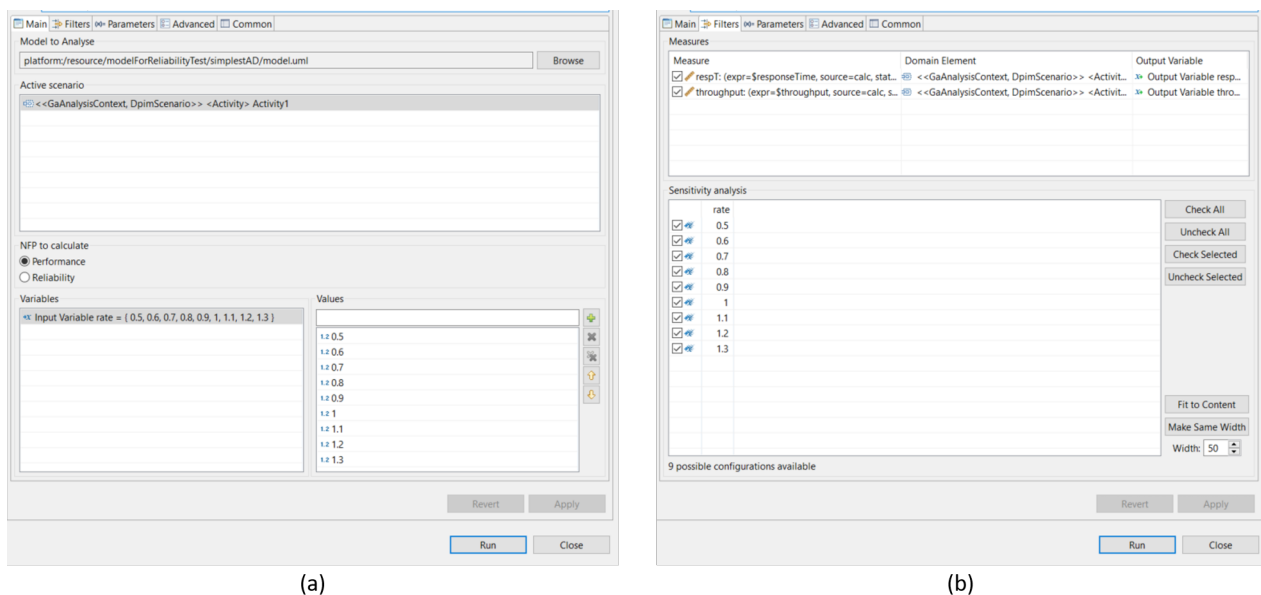 Main Filters Parameters Advanced Common
Model to Analyse
platform:/resource/modelForReliabilityTest/simplestAD/model.uml Browse
Active scenario
<<GaAnalysisContext, DpimScenario>> <Activity> Activity1
NFP to calculate
Performance
Reliability
Variables Values
Input Variable rate = { 0.5, 0.6, 0.7, 0.8, 0.9, 1, 1.1, 1.2, 1.3 }
1.2 0.5
1.2 0.6
1.2 0.7
1.2 0.8
1.2 0.9
1.2 1
1.2 1.1
1.2 1.2
1.2 1.3
Revert Apply
Run Close
(a)
Main Filters Parameters Advanced Common
Measures
Measure Domain Element Output Variable
respT: (expr=$responseTime, source=calc, stat... <<GaAnalysisContext, DpimScenario>> <Activit... Output Variable resp...
throughput: (expr=$throughput, source=calc, s... <<GaAnalysisContext, DpimScenario>> <Activit... Output Variable thro...
Sensitivity analysis
rate
0.5
0.6
0.7
0.8
0.9
1
1.1
1.2
1.3
Check All
Uncheck All
Check Selected
Uncheck Selected
Fit to Content
Make Same Width
Width: 50
9 possible configurations available
Revert Apply
Run Close
(b)